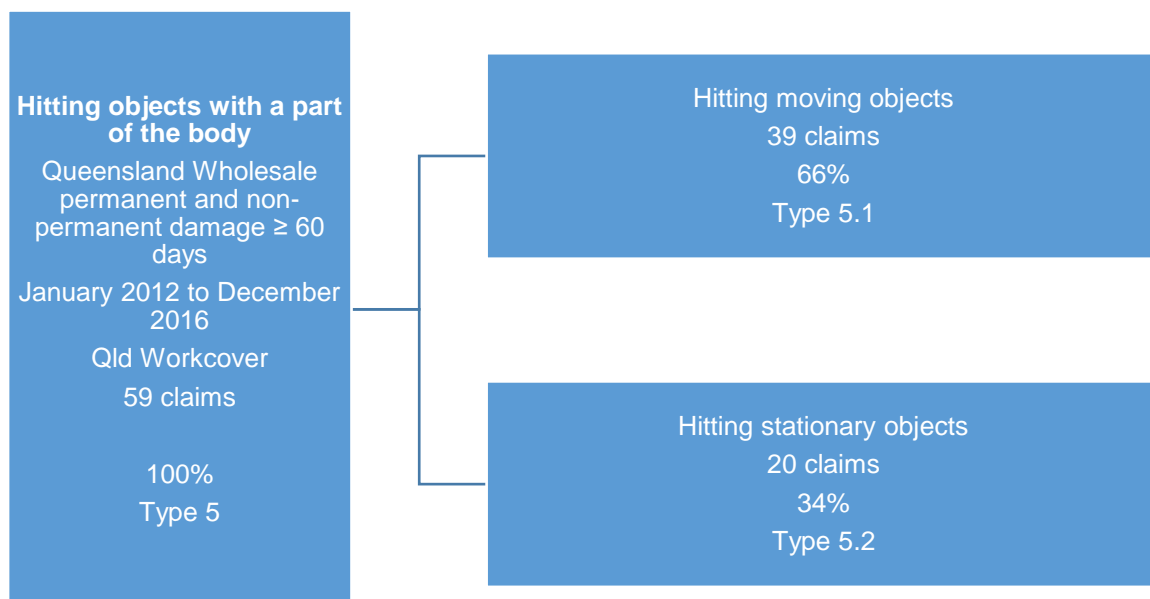 Hitting objects with a part
of the body
Queensland Wholesale
permanent and non-
permanent damage ≥ 60
days
January 2012 to December
2016
Qld Workcover
59 claims
100%
Type 5
Hitting moving objects
39 claims
66%
Type 5.1
Hitting stationary objects
20 claims
34%
Type 5.2